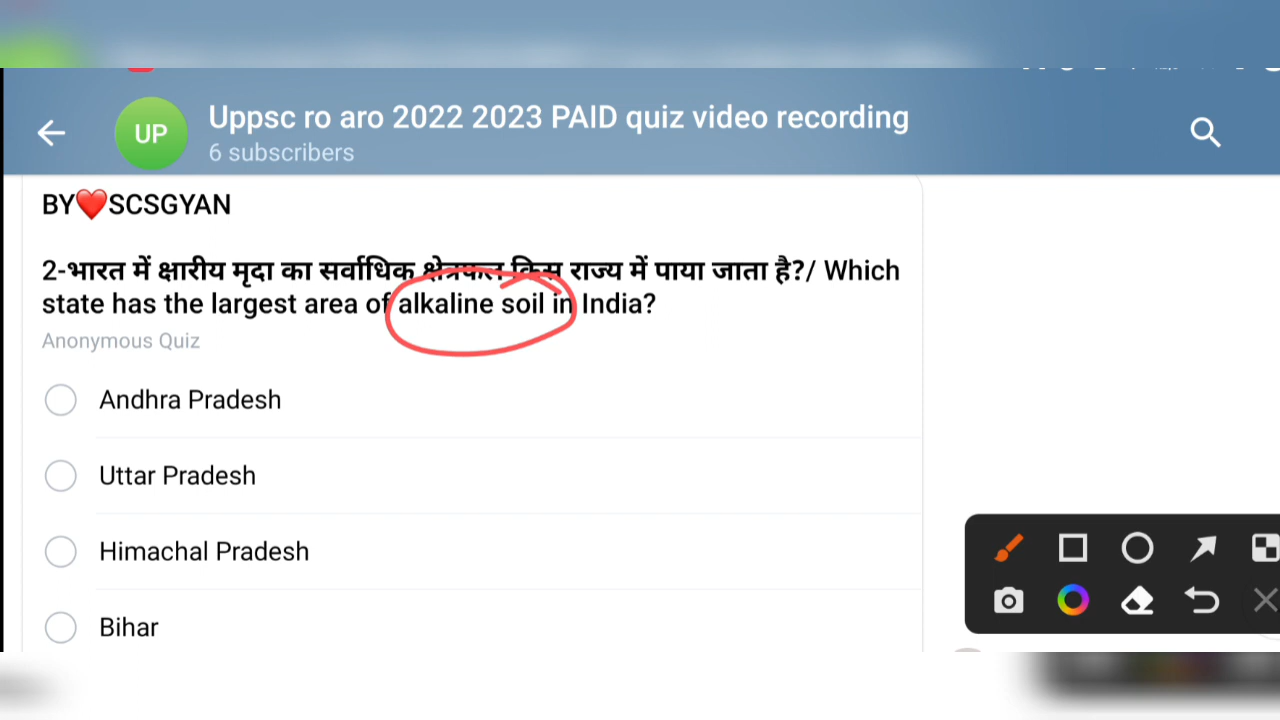 Uppsc ro aro 2022 2023 PAID quiz video recording
UP
6 subscribers
BY❤️SCSGYAN
2-भारत में क्षारीय मृदा का सर्वाधिक क्षेत्रफल किस राज्य में पाया जाता है?/ Which
state has the largest area of alkaline soil in India?
Anonymous Quiz
Andhra Pradesh
Uttar Pradesh
Himachal Pradesh
Bihar